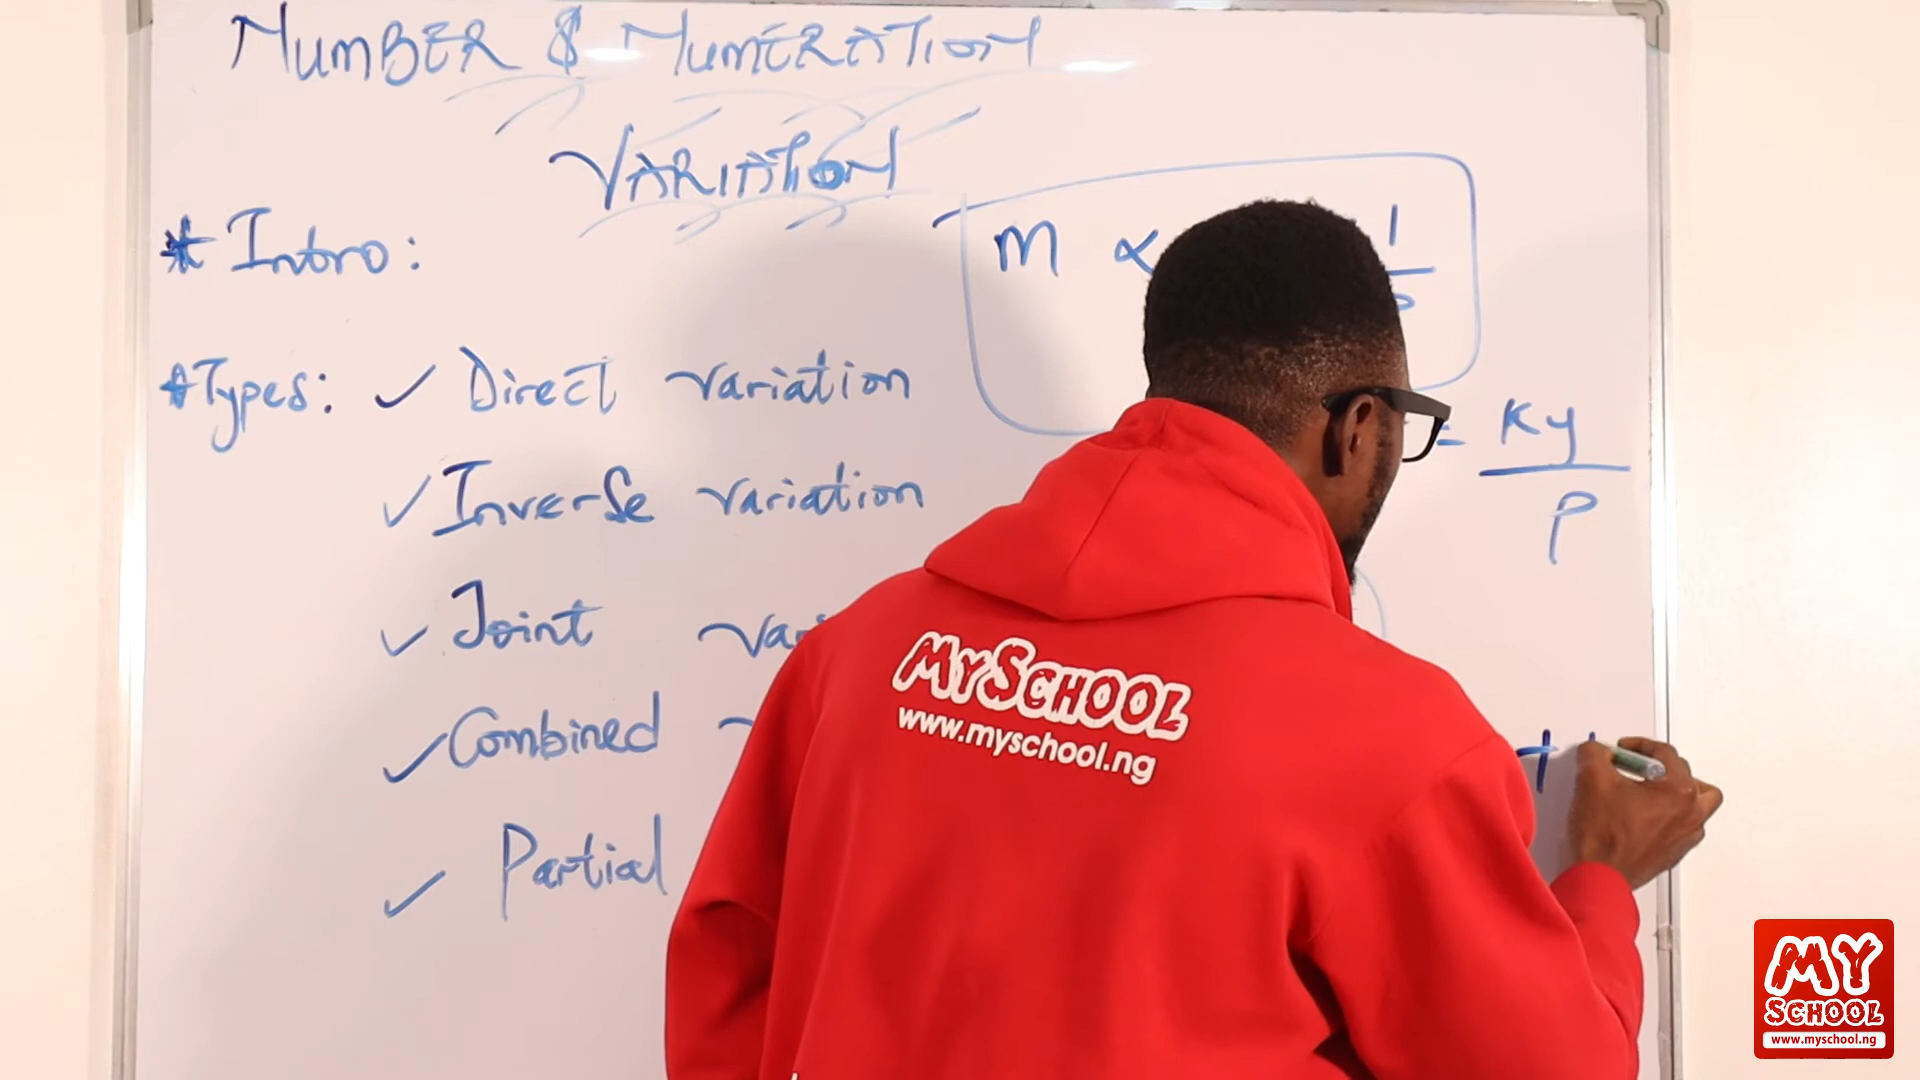 NUMBER & NUMERATION
VARIATION
* Intro:
m ∝ 1
*Types: ✓ Direct variation
= Ky
P
✓ Inverse variation
✓ Joint
✓ Combined
+
✓ Partial
MYSCHOOL
www.myschool.ng
MY
SCHOOL
www.myschool.ng